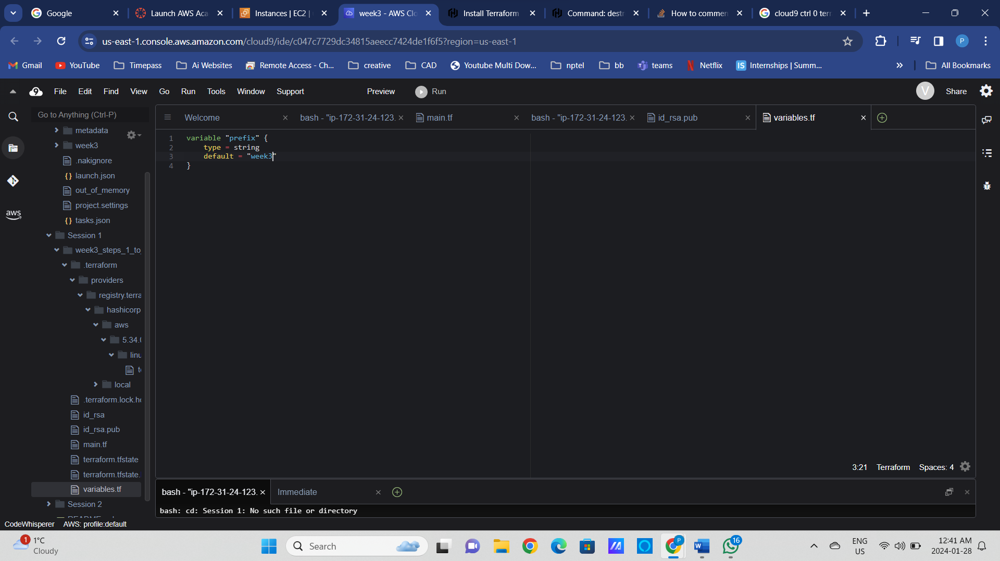 Google
Launch AWS Aca
Instances | EC2 |
week3 - AWS Clo
Install Terraform
Command: destr
How to commen
cloud9 ctrl 0 terr
us-east-1.console.aws.amazon.com/cloud9/ide/c047c7729dc34815aeecc7424de1f6f5?region=us-east-1
P
Gmail
YouTube
Timepass
Ai Websites
Remote Access - Ch...
creative
CAD
Youtube Multi Dow...
nptel
bb
teams
Netflix
IS Internships | Summ...
All Bookmarks
9 File Edit Find View Go Run Tools Window Support Preview Run V Share
Go to Anything (Ctrl-P)
Welcome
bash - "ip-172-31-24-123.
main.tf
bash - "ip-172-31-24-123.
id_rsa.pub
variables.tf
metadata
week3
.nakignore
launch.json
out_of_memory
project.settings
tasks.json
aws
Session 1
week3_steps_1_to_
.terraform
providers
registry.terra
hashicorp
aws
5.34.0
linu
te
local
.terraform.lock.hc
id_rsa
id_rsa.pub
main.tf
terraform.tfstate
terraform.tfstate.
variables.tf
Session 2
1 variable "prefix" {
2 type = string
3 default = "week3"
4 }
3:21 Terraform Spaces: 4
bash - "ip-172-31-24-123.
Immediate
bash: cd: Session 1: No such file or directory
CodeWhisperer AWS: profile:default
1
1°C
Cloudy
Search
P
W
16
ENG
US
12:41 AM
2024-01-28